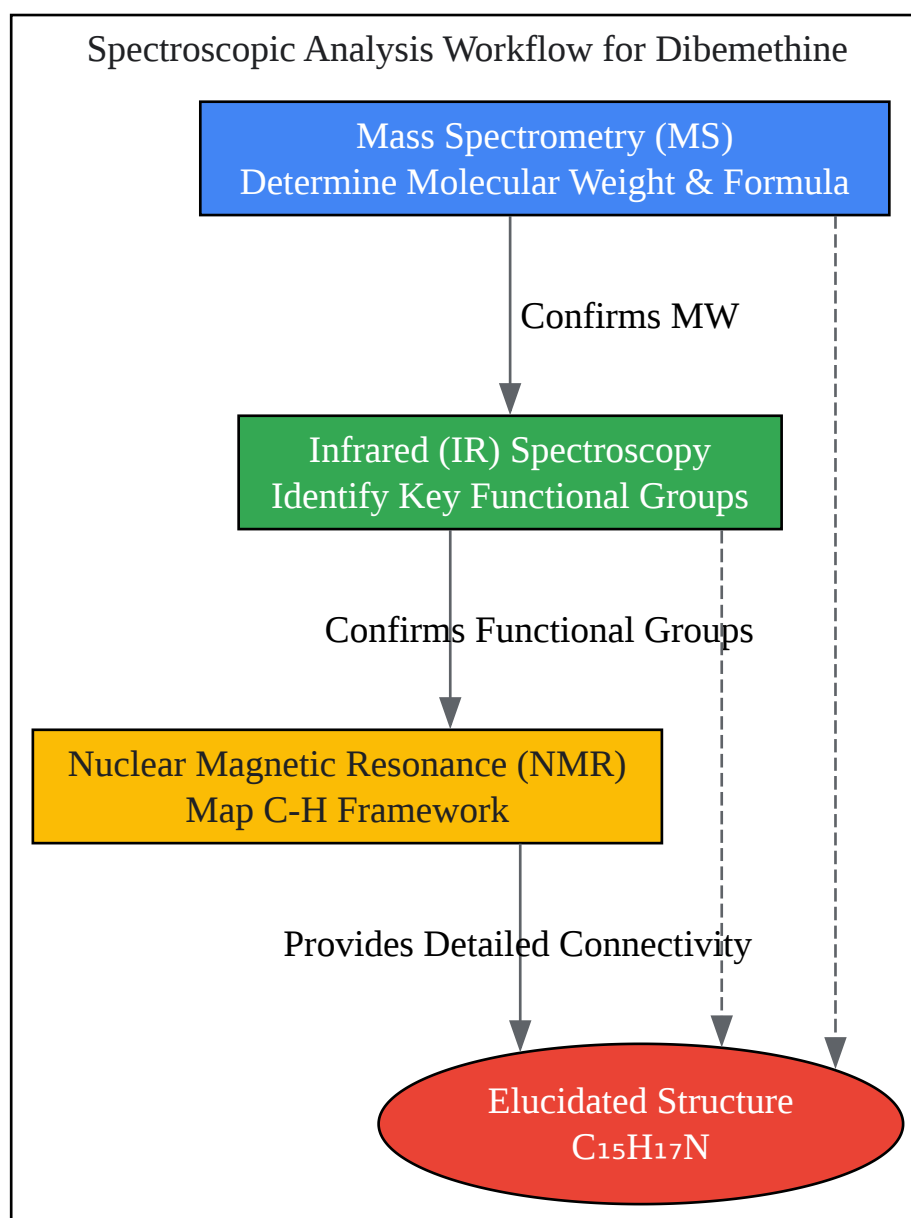 Spectroscopic Analysis Workflow for Dibemethine
Mass Spectrometry (MS)
Determine Molecular Weight & Formula
Confirms MW
Infrared (IR) Spectroscopy
Identify Key Functional Groups
Confirms Functional Groups
Nuclear Magnetic Resonance (NMR)
Map C-H Framework
Provides Detailed Connectivity
Elucidated Structure
C₁₅H₁₇N